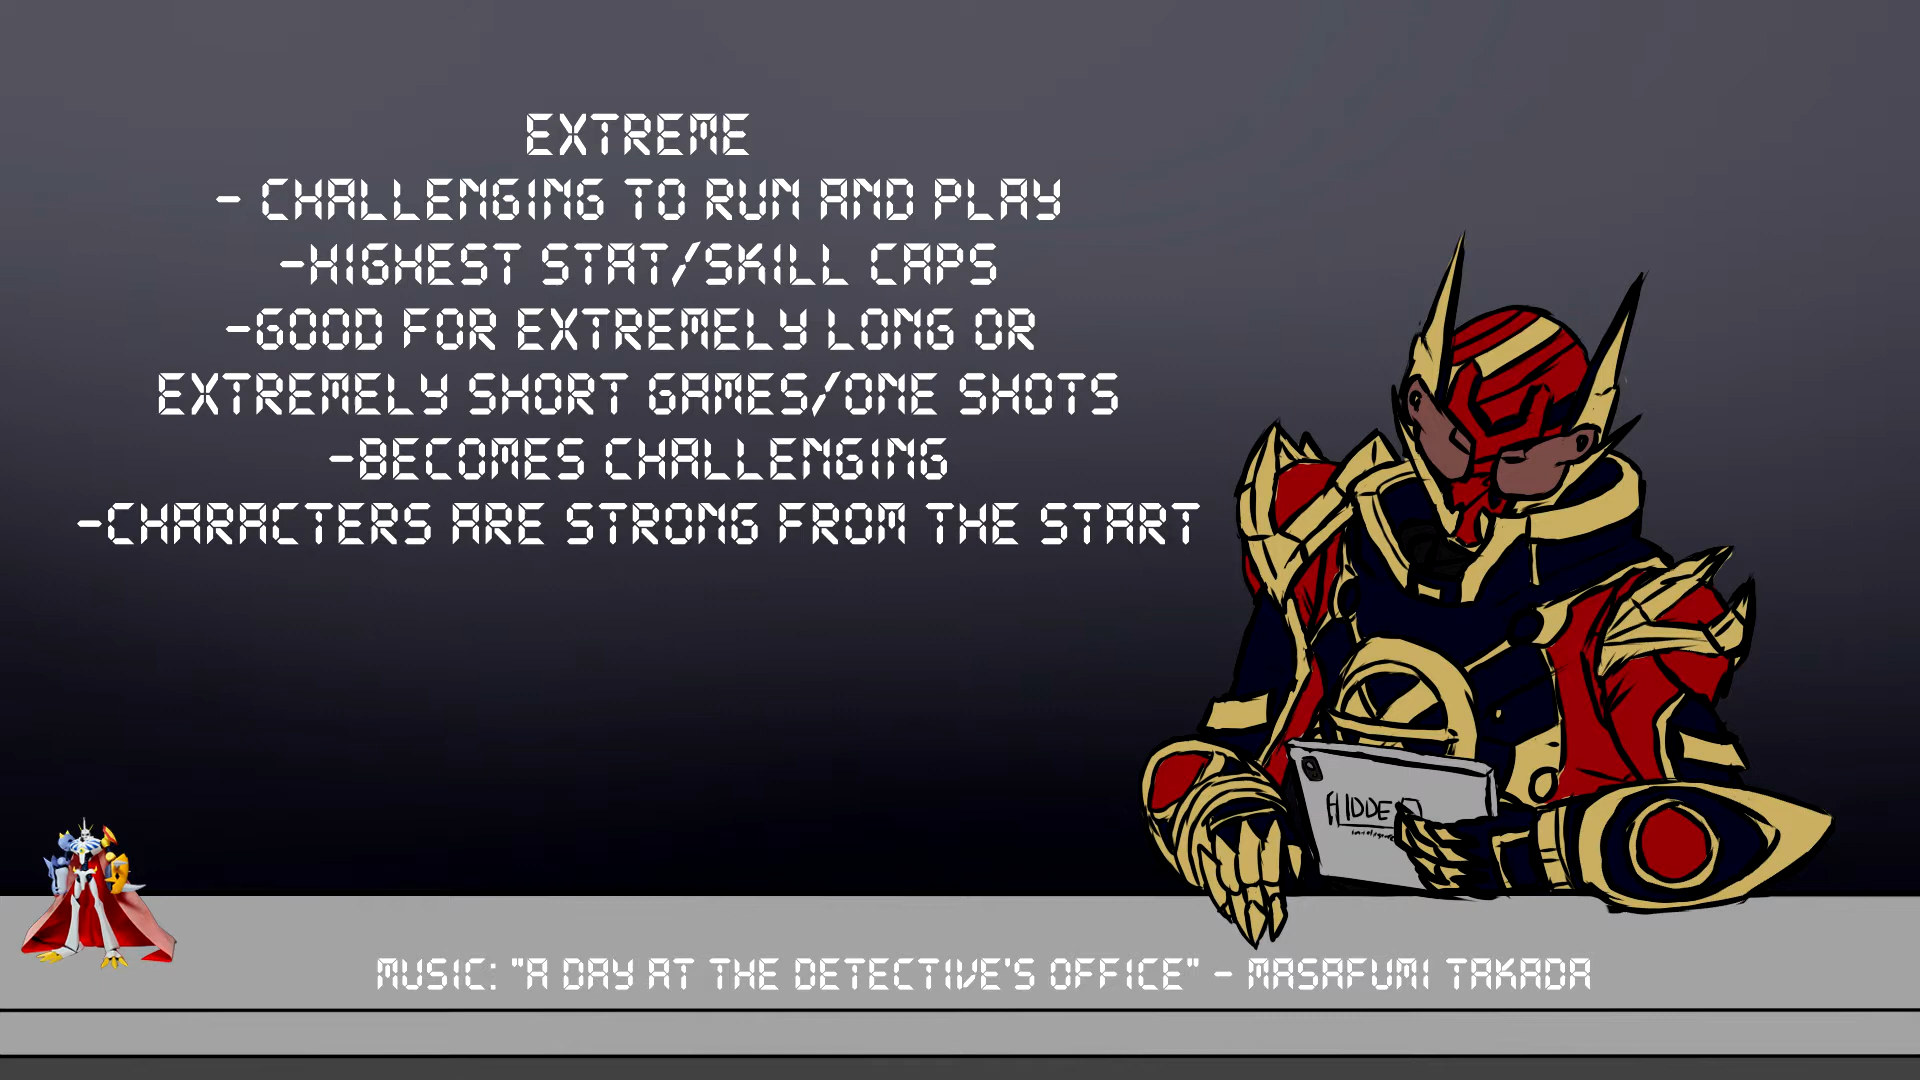 EXTREME
- CHALLENGING TO RUN AND PLAY
-HIGHEST STAT/SKILL CAPS
-GOOD FOR EXTREMELY LONG OR
EXTREMELY SHORT GAMES/ONE SHOTS
-BECOMES CHALLENGING
-CHARACTERS ARE STRONG FROM THE START
HIDDE
MUSIC: "A DAY AT THE DETECTIVE'S OFFICE" - MASAFUMI TAKADA